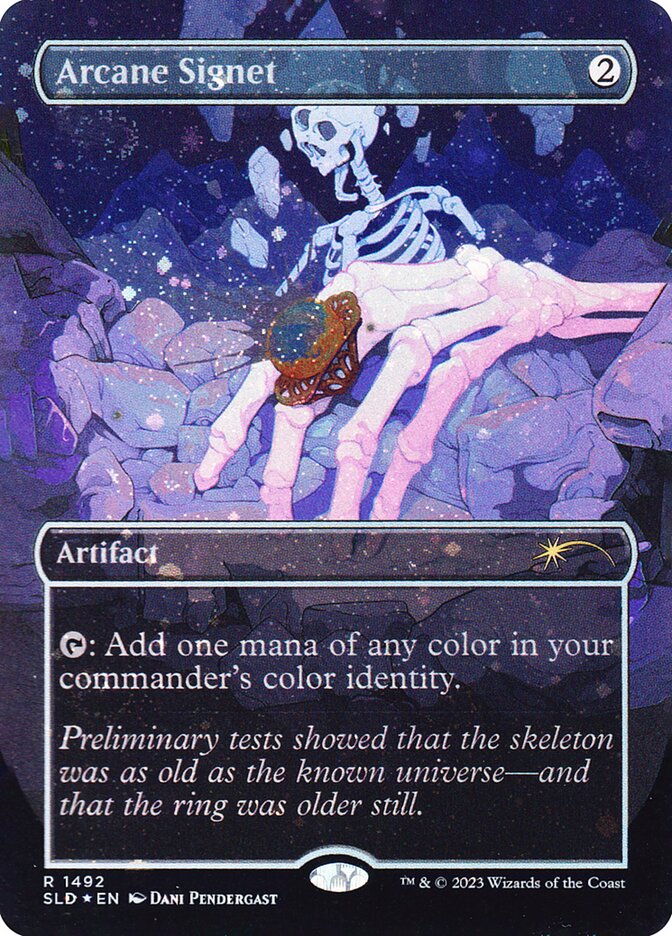 Arcane Signet 2
Artifact
: Add one mana of any color in your
commander's color identity.
Preliminary tests showed that the skeleton
was as old as the known universe—and
that the ring was older still.
R 1492
SLD★EN Dani Pendergast
™ & © 2023 Wizards of the Coast